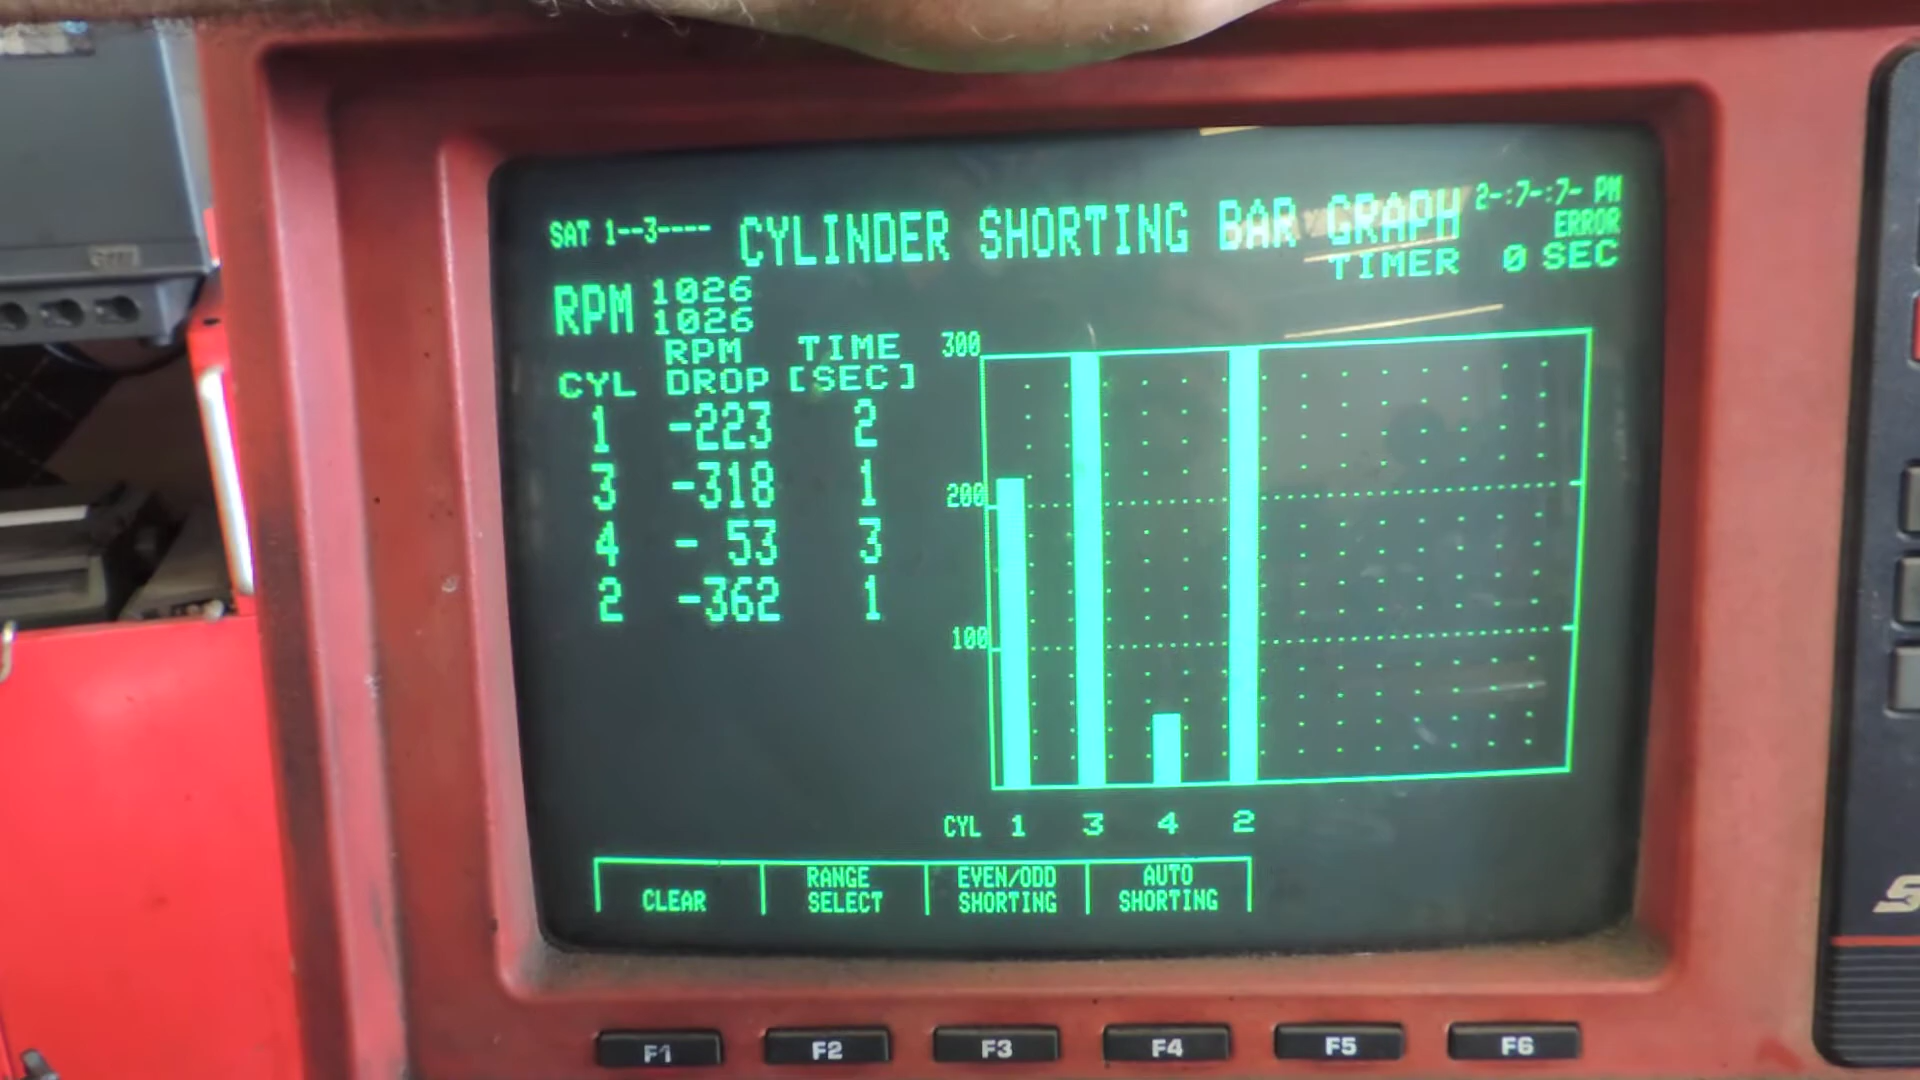 SAT 1--3----
CYLINDER SHORTING BAR GRAPH
2-:7-:7- PM
ERROR
TIMER 0 SEC
RPM 1026
1026
CYL RPM DROP TIME [SEC]
1 -223 2
3 -318 1
4 - 53 3
2 -362 1
300
200
100
CYL 1 3 4 2
CLEAR
RANGE SELECT
EVEN/ODD SHORTING
AUTO SHORTING
F1 F2 F3 F4 F5 F6